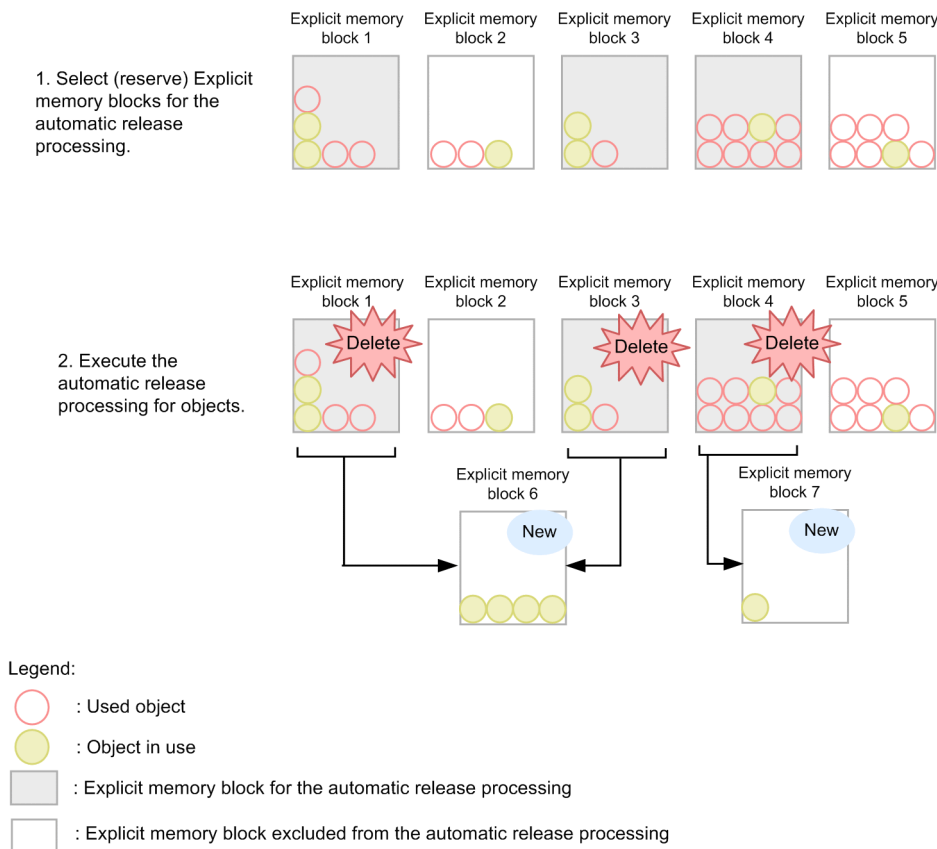 Explicit memory
block 1
Explicit memory
block 2
Explicit memory
block 3
Explicit memory
block 4
Explicit memory
block 5
1. Select (reserve) Explicit
memory blocks for the
automatic release
processing.
Explicit memory
block 1
Explicit memory
block 2
Explicit memory
block 3
Explicit memory
block 4
Explicit memory
block 5
Delete
Delete
Delete
2. Execute the
automatic release
processing for objects.
Explicit memory
block 6
New
Explicit memory
block 7
New
Legend:
: Used object
: Object in use
: Explicit memory block for the automatic release processing
: Explicit memory block excluded from the automatic release processing